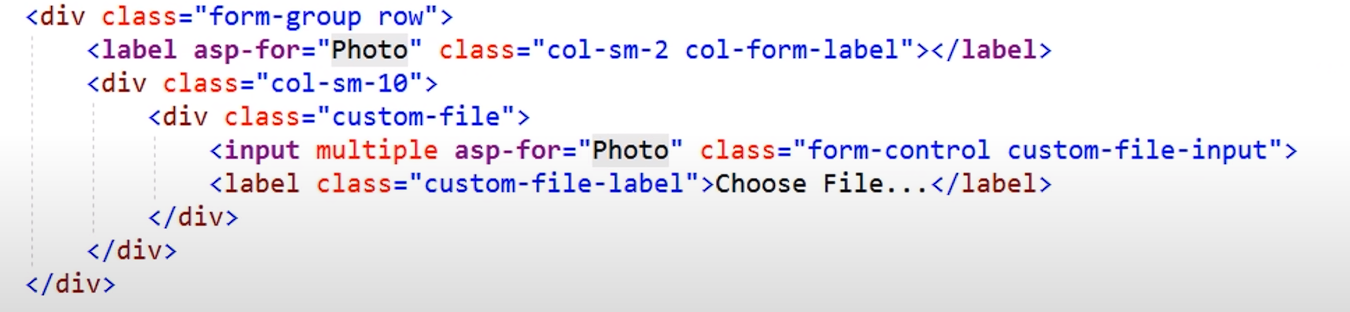 <div class="form-group row">
<label asp-for="Photo" class="col-sm-2 col-form-label"></label>
<div class="col-sm-10">
<div class="custom-file">
<input multiple asp-for="Photo" class="form-control custom-file-input">
<label class="custom-file-label">Choose File...</label>
</div>
</div>
</div>